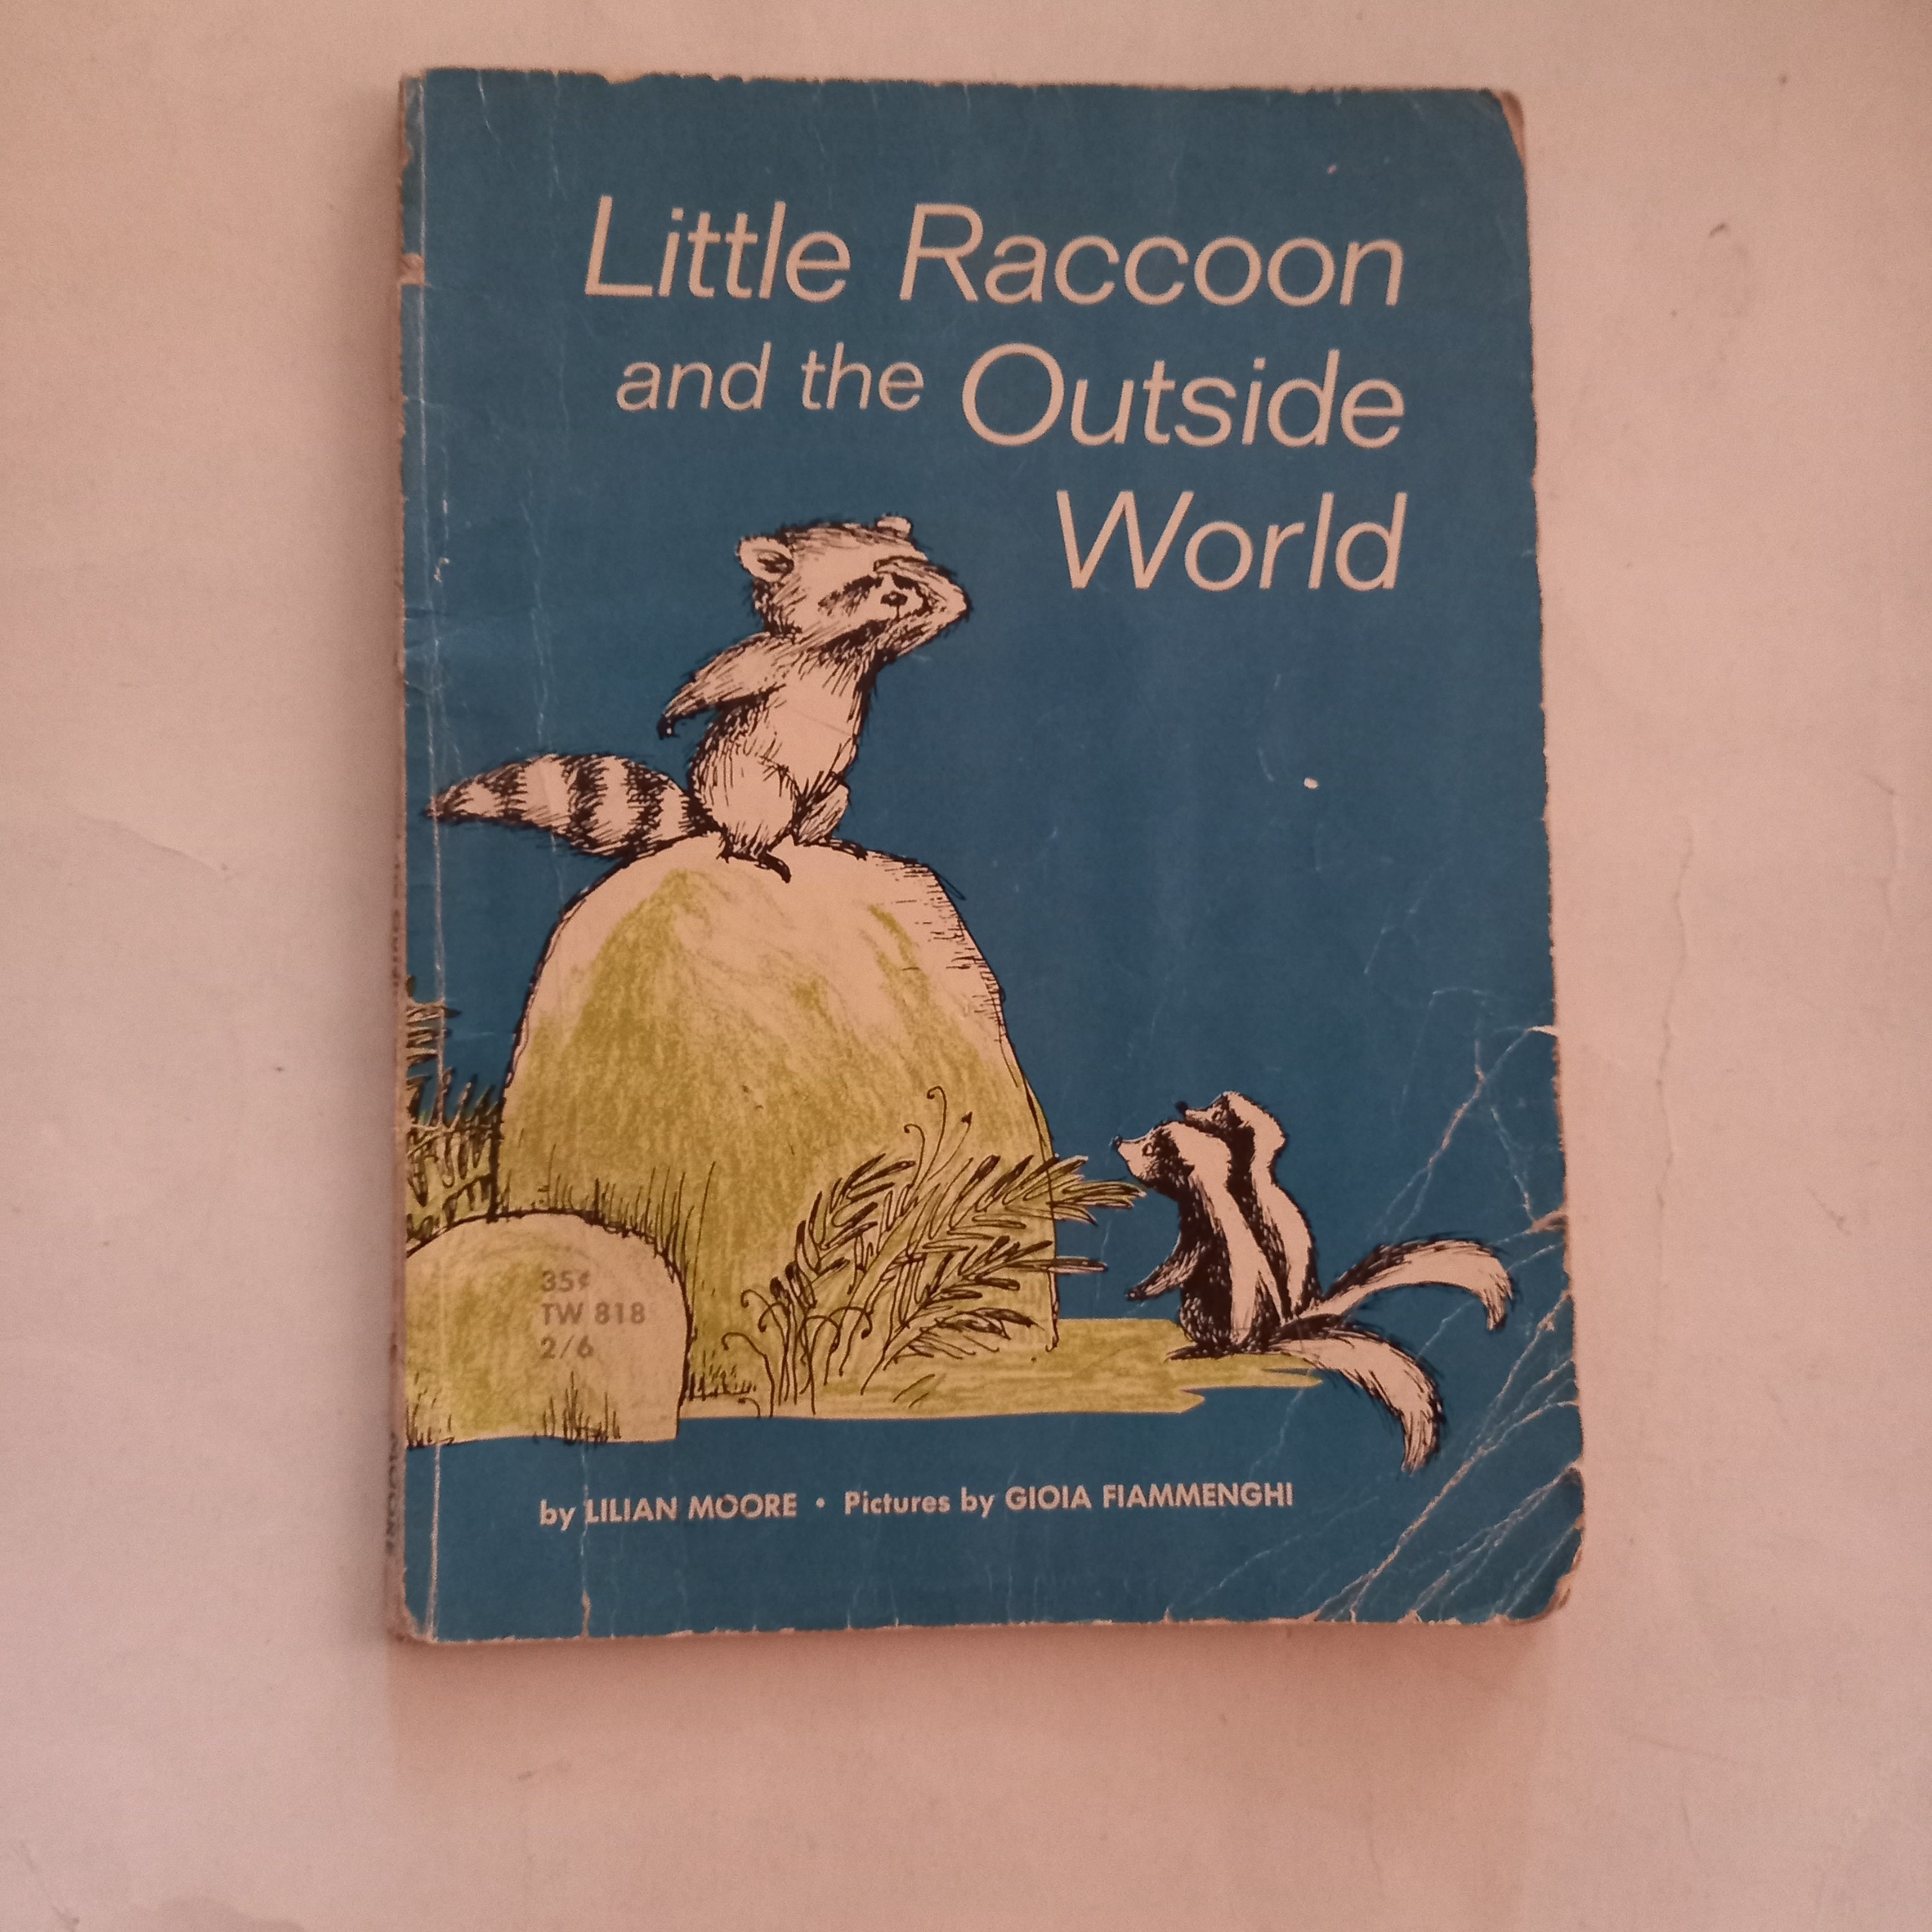 Little Raccoon
and the Outside
World
35¢
TW 818
2/6
by LILIAN MOORE • Pictures by GIOIA FIAMMENGHI